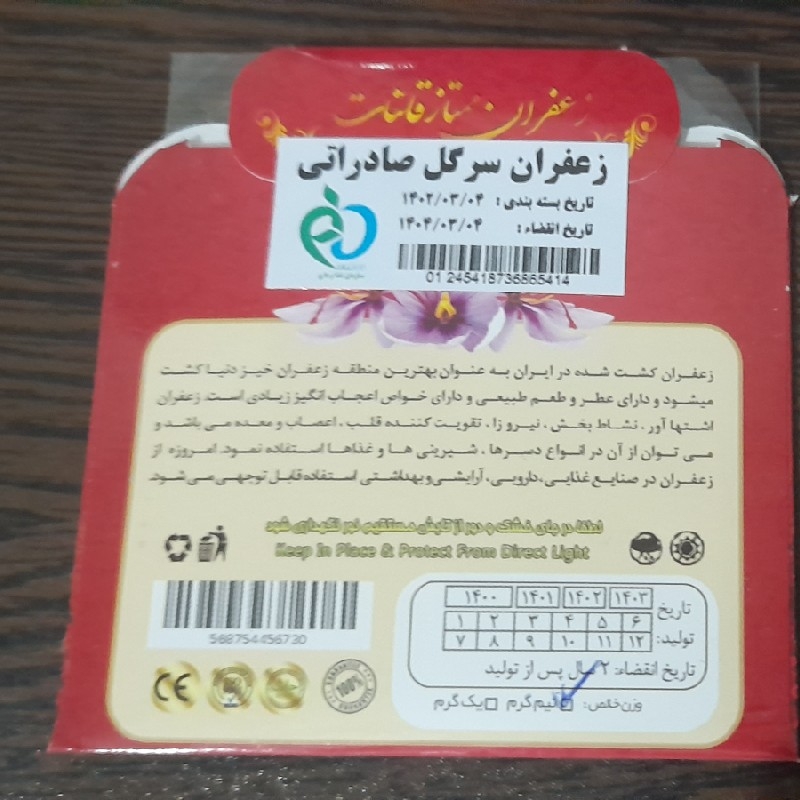 زعفران ممتاز قائنات
زعفران سرگل صادراتی
تاریخ بسته بندی : ۱۴۰۲/۰۳/۰۴
تاریخ انقضاء : ۱۴۰۴/۰۳/۰۴
01 245418736865414
زعفران کشت شده در ایران به عنوان بهترین منطقه زعفران خیز دنیا کشت
میشود و دارای عطر و طعم طبیعی و دارای خواص اعجاب انگیز زیادی است. زعفران
اشتها آور ، نشاط بخش ، نیرو زا ، تقویت کننده قلب ، اعصاب و معده می باشد و
می توان از آن در انواع دسرها ، شیرینی ها و غذاها استفاده نمود. امروزه از
زعفران در صنایع غذایی، دارویی، آرایشی و بهداشتی استفاده قابل توجهی می شود.
لطفا در جای خشک و دور از تابش مستقیم نور نگهداری شود
Keep In Place & Protect From Direct Light
568754456730
تاریخ تولید:
۱۴۰۳ ۱۴۰۲ ۱۴۰۱ ۱۴۰۰
۶ ۵ ۴ ۳ ۲ ۱
۱۲ ۱۱ ۱۰ ۹ ۸ ۷
تاریخ انقضاء: ۲ سال پس از تولید
وزن خالص: نیم گرم یک گرم
CE
100%